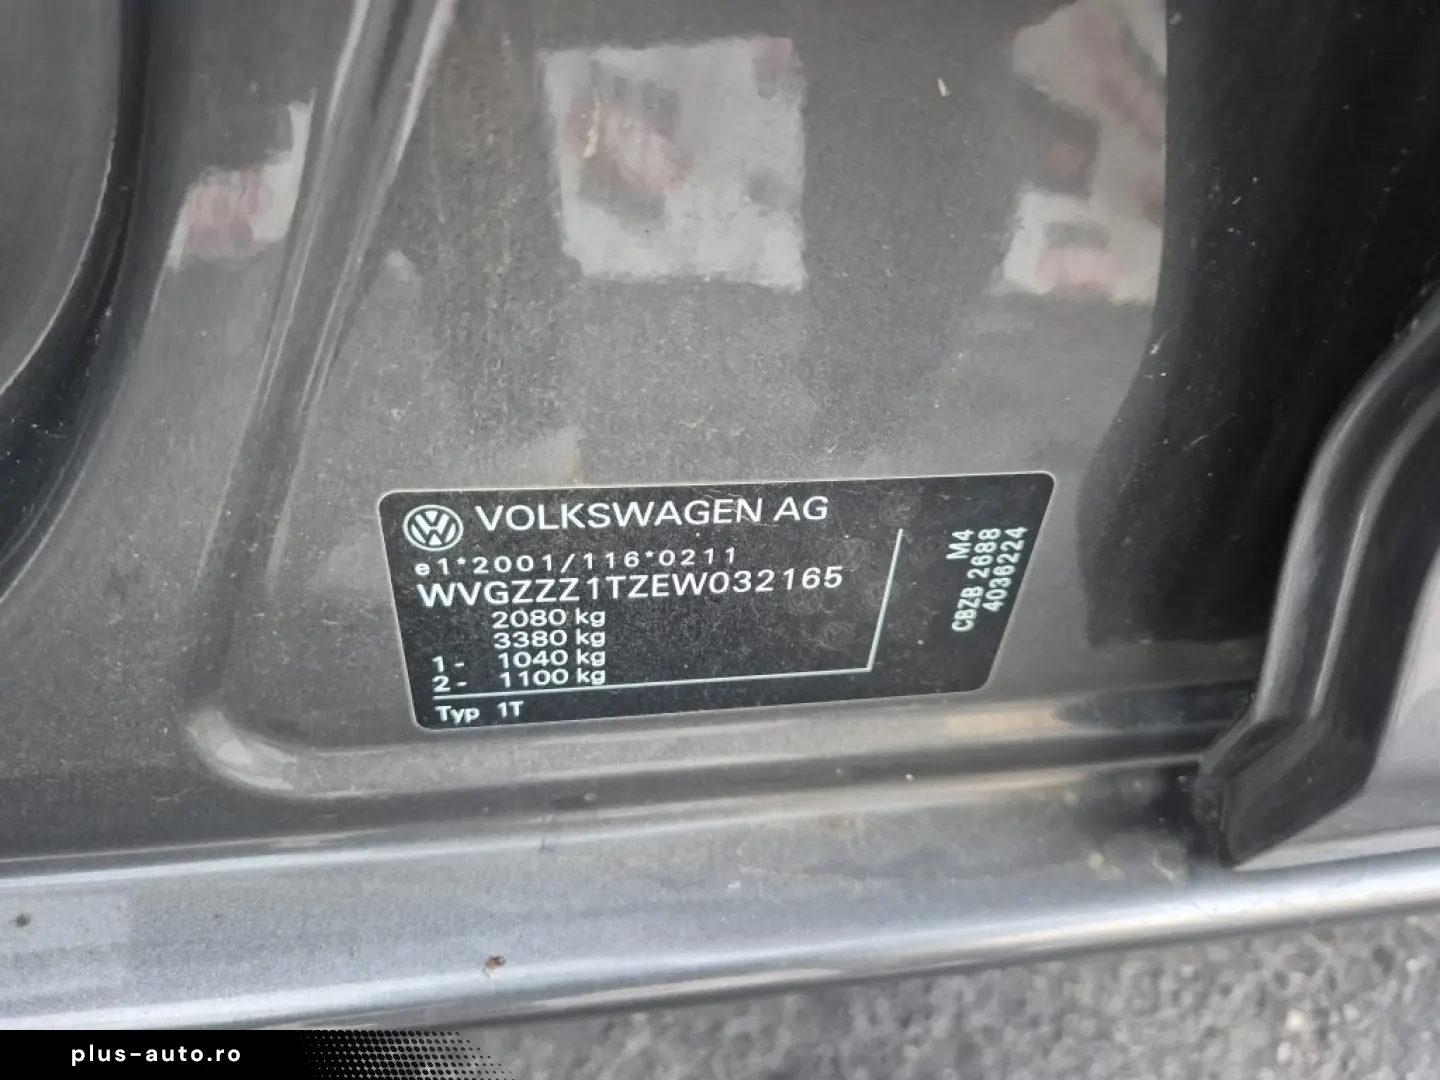 VOLKSWAGEN AG
e1*2001/116*0211
WVGZZZ1TZEW032165
2080 kg
3380 kg
1- 1040 kg
2- 1100 kg
Typ 1T
M4
CBZB 2688
4036224
plus-auto.ro